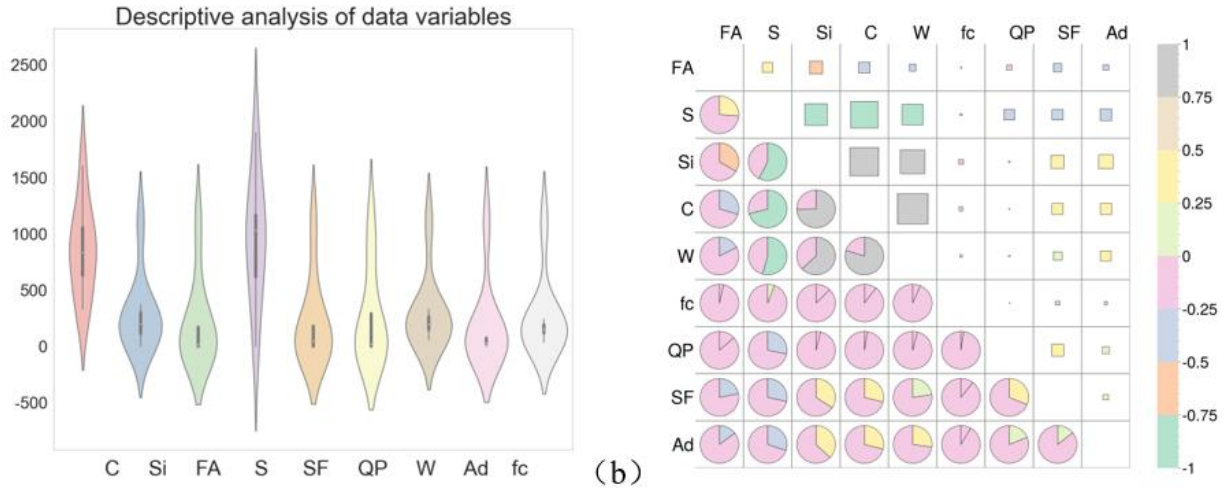 Descriptive analysis of data variables
2500
2000
1500
1000
500
0
-500
C Si FA S SF QP W Ad fc
(b)
FA S Si C W fc QP SF Ad
FA
S
Si
C
W
fc
QP
SF
Ad
1
0.75
0.5
0.25
0
-0.25
-0.5
-0.75
-1